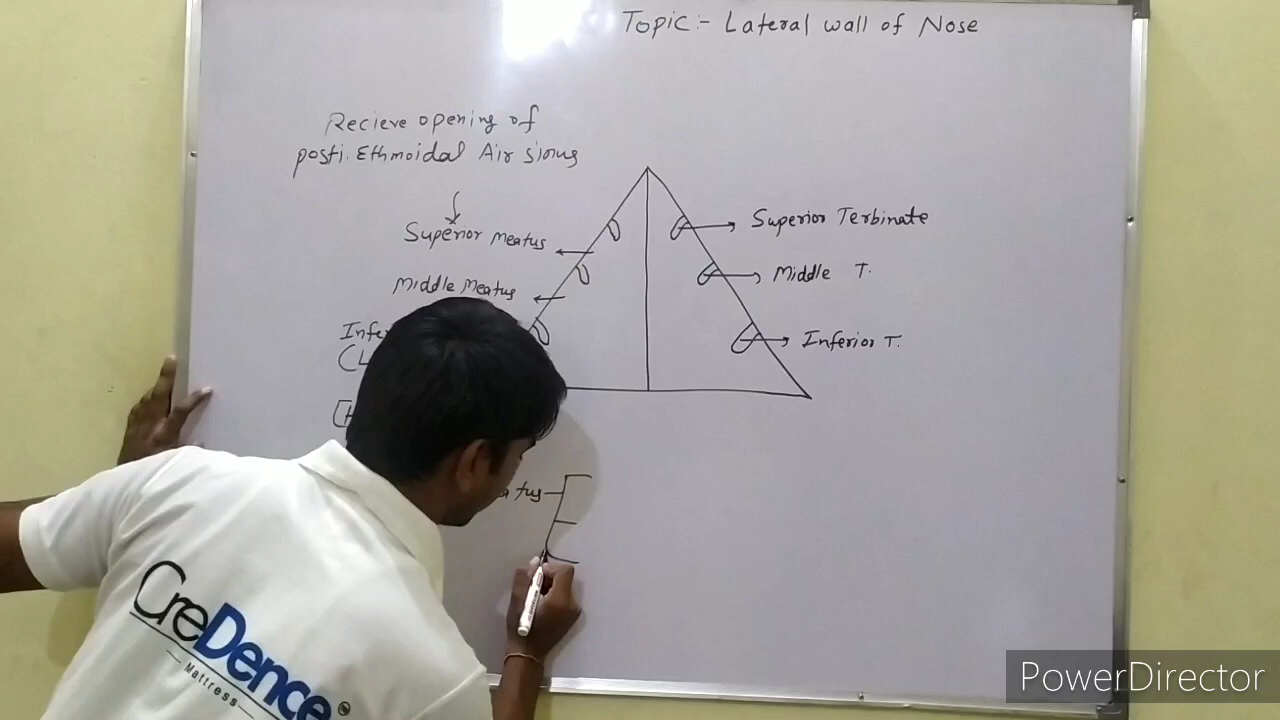 Topic:- Lateral wall of Nose
Recieve opening of
posti. Ethmoidal Air sinus
Superior Meatus
Middle Meatus
Superior Terbinate
Middle T.
Inferior T.
CreDence
Mattress
PowerDirector